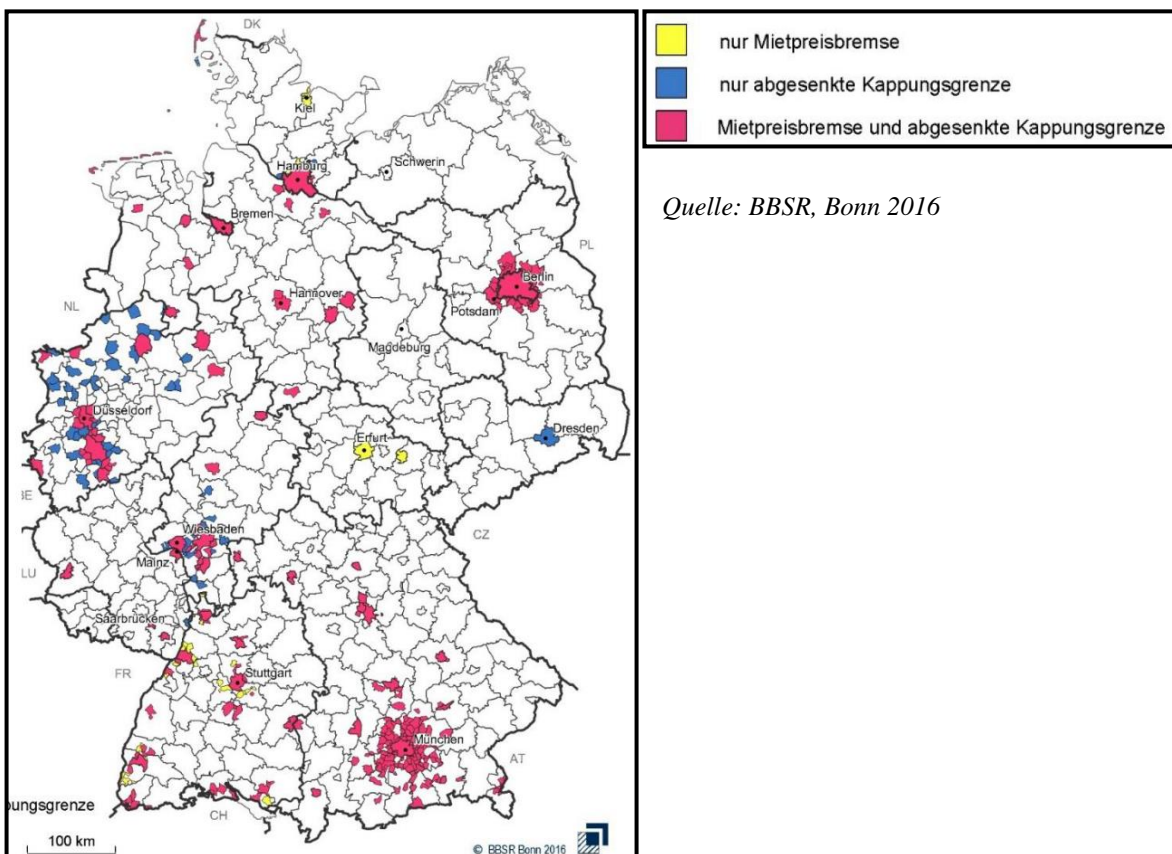 DK
Kiel
Hamburg
Schwerin
Bremen
PL
Berlin
NL
Hannover
Potsdam
Magdeburg
Düsseldorf
Erfurt
Dresden
BE
Wiesbaden
CZ
Mainz
LU
Saarbrücken
FR
Stuttgart
München
AT
pungsgrenze
CH
100 km
© BBSR Bonn 2016
nur Mietpreisbremse
nur abgesenkte Kappungsgrenze
Mietpreisbremse und abgesenkte Kappungsgrenze
Quelle: BBSR, Bonn 2016